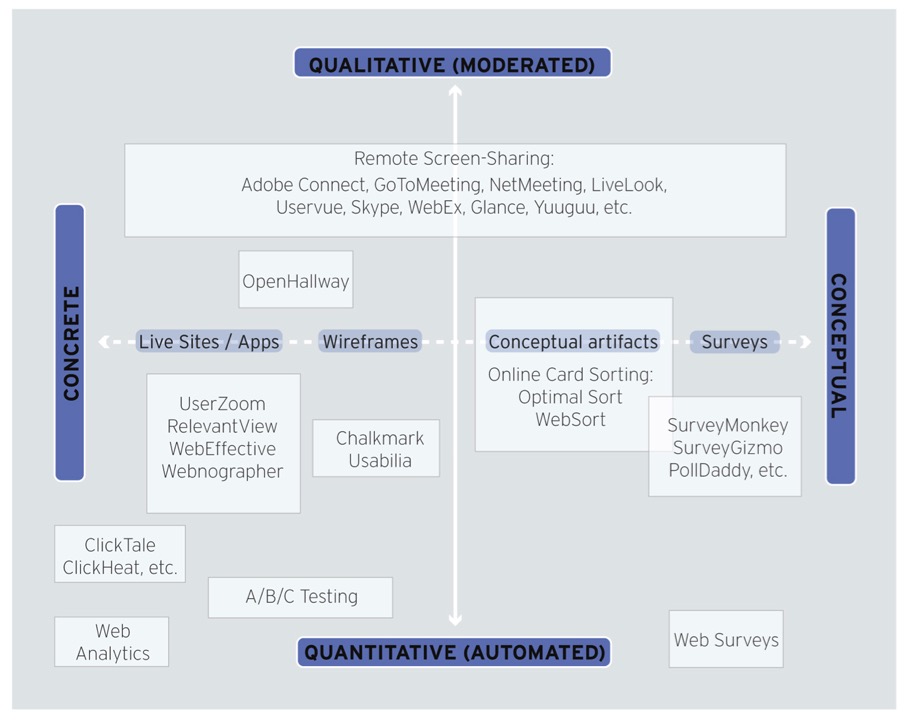 QUALITATIVE (MODERATED)
Remote Screen-Sharing:
Adobe Connect, GoToMeeting, NetMeeting, LiveLook,
Uservue, Skype, WebEx, Glance, Yuuguu, etc.
OpenHallway
CONCRETE
Live Sites / Apps
Wireframes
Conceptual artifacts
Surveys
CONCEPTUAL
UserZoom
RelevantView
WebEffective
Webnographer
Chalkmark
Usabilia
Online Card Sorting:
Optimal Sort
WebSort
SurveyMonkey
SurveyGizmo
PollDaddy, etc.
ClickTale
ClickHeat, etc.
A/B/C Testing
Web
Analytics
QUANTITATIVE (AUTOMATED)
Web Surveys